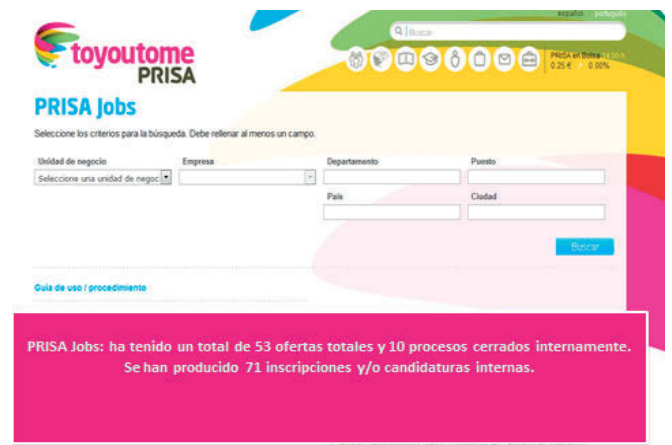 español português
Buscar
toyoutome
PRISA
PRISA en Bolsa
0.25 € 0.00%
PRISA Jobs
Seleccione los criterios para la búsqueda. Debe rellenar al menos un campo.
Unidad de negocio Empresa Departamento Puesto
Seleccione una unidad de negoc
País Ciudad
Buscar
Guia de uso / procedimiento
PRISA Jobs: ha tenido un total de 53 ofertas totales y 10 procesos cerrados internamente.
Se han producido 71 inscripciones y/o candidaturas internas.